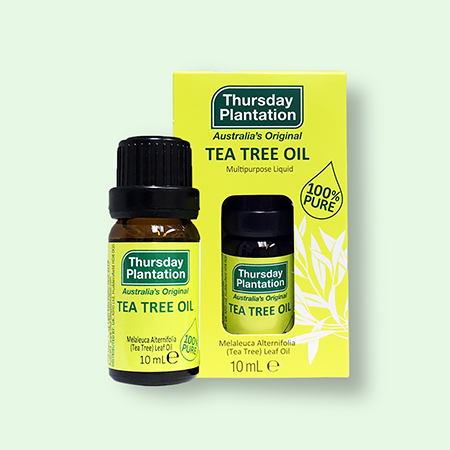 Thursday
Plantation
Australia's Original
TEA TREE OIL
Multipurpose Liquid
100%
PURE
Thursday
Plantation
Australia's Original
TEA TREE OIL
Melaleuca Alternifolia
(Tea Tree) Leaf Oil
10 mL ℮
Thursday
Plantation
Australia's Original
TEA TREE OIL
100%
PURE
Melaleuca Alternifolia
(Tea Tree) Leaf Oil
10 mL ℮